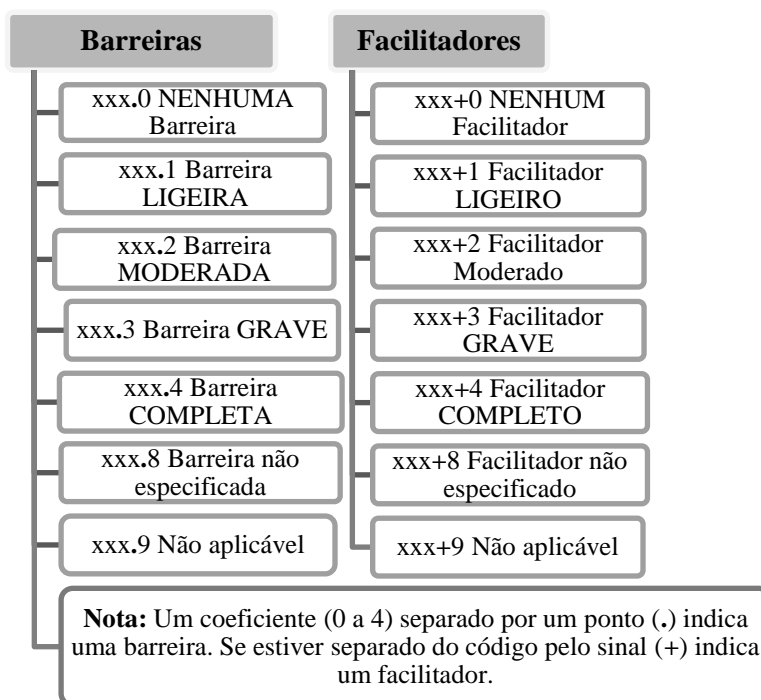 Barreiras
xxx.0 NENHUMA
Barreira
xxx.1 Barreira
LIGEIRA
xxx.2 Barreira
MODERADA
xxx.3 Barreira GRAVE
xxx.4 Barreira
COMPLETA
xxx.8 Barreira não
especificada
xxx.9 Não aplicável
Facilitadores
xxx+0 NENHUM
Facilitador
xxx+1 Facilitador
LIGEIRO
xxx+2 Facilitador
Moderado
xxx+3 Facilitador
GRAVE
xxx+4 Facilitador
COMPLETO
xxx+8 Facilitador não
especificado
xxx+9 Não aplicável
Nota: Um coeficiente (0 a 4) separado por um ponto (.) indica
uma barreira. Se estiver separado do código pelo sinal (+) indica
um facilitador.